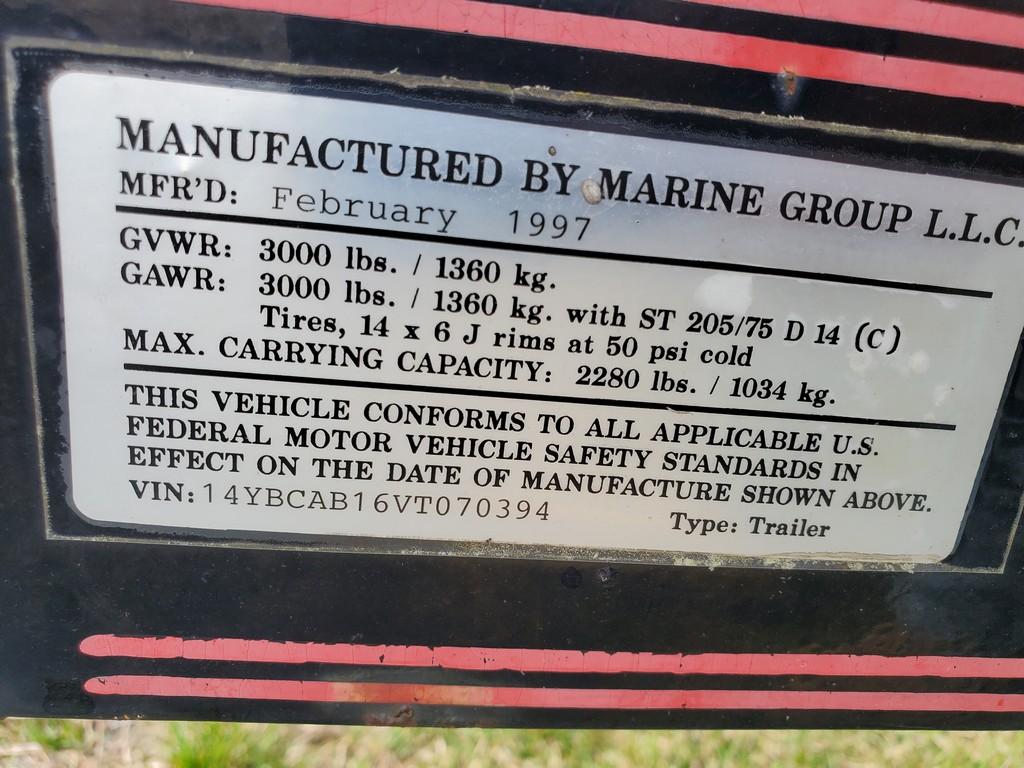 MANUFACTURED BY MARINE GROUP L.L.C.
MFR'D: February 1997
GVWR: 3000 lbs. / 1360 kg.
GAWR: 3000 lbs. / 1360 kg. with ST 205/75 D 14 (C)
Tires, 14 x 6 J rims at 50 psi cold
MAX. CARRYING CAPACITY: 2280 lbs. / 1034 kg.
THIS VEHICLE CONFORMS TO ALL APPLICABLE U.S.
FEDERAL MOTOR VEHICLE SAFETY STANDARDS IN
EFFECT ON THE DATE OF MANUFACTURE SHOWN ABOVE.
VIN: 14YBCAB16VT070394 Type: Trailer